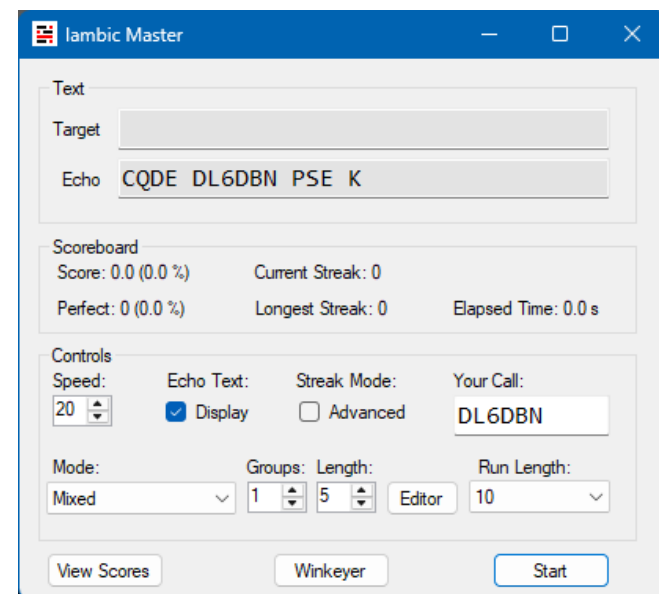 Iambic Master
Text
Target
Echo CQDE DL6DBN PSE K
Scoreboard
Score: 0.0 (0.0 %) Current Streak: 0
Perfect: 0 (0.0 %) Longest Streak: 0 Elapsed Time: 0.0 s
Controls
Speed: Echo Text: Streak Mode: Your Call:
20 Display Advanced DL6DBN
Mode: Groups: Length: Run Length:
Mixed 1 5 Editor 10
View Scores Winkeyer Start